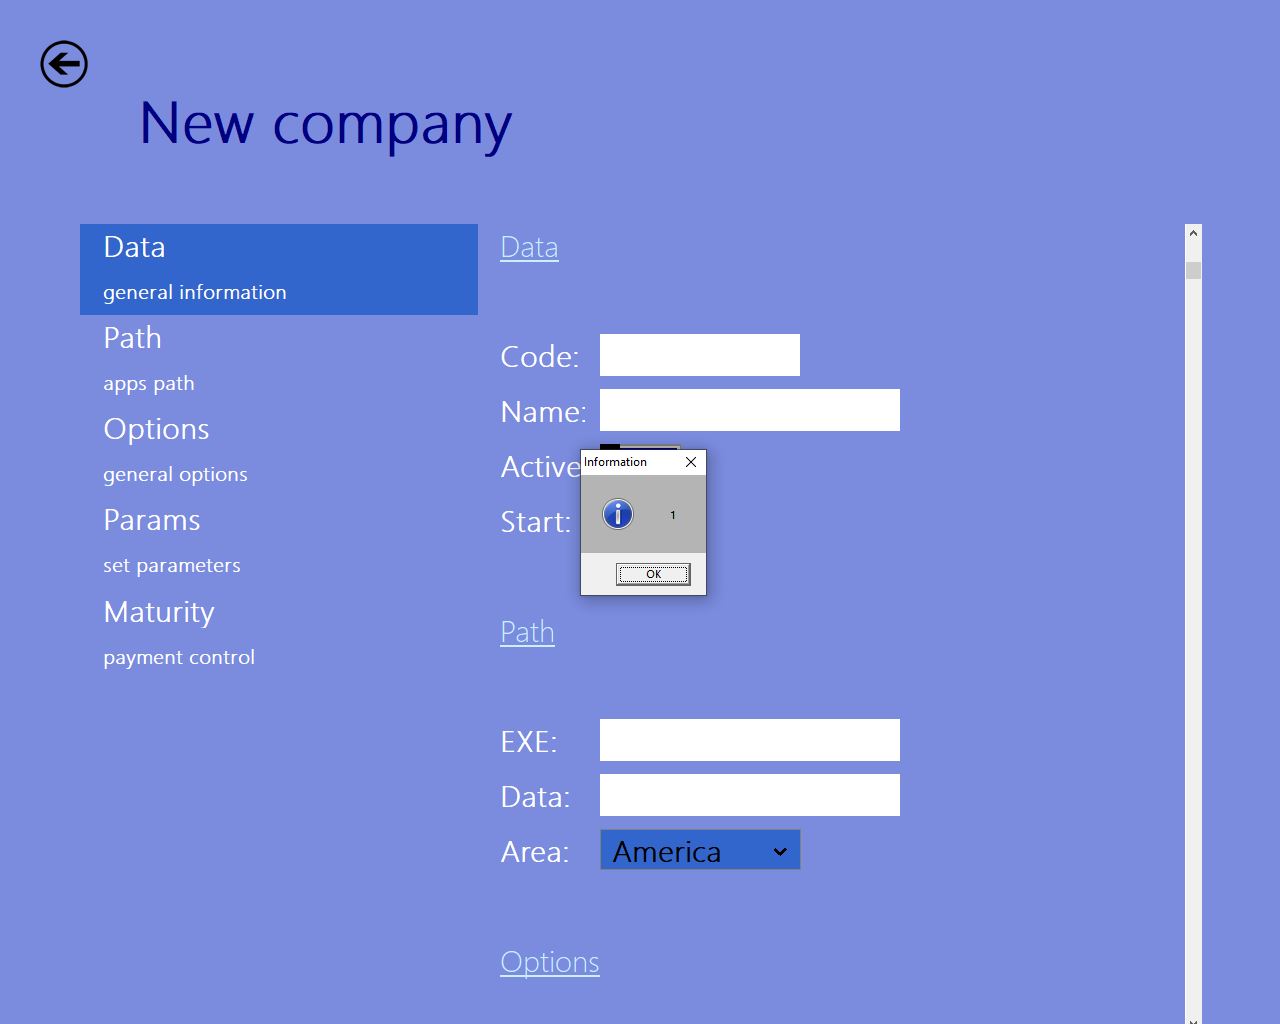 New company
Data
general information
Path
apps path
Options
general options
Params
set parameters
Maturity
payment control
Data
Code:
Name:
Active
Start:
Information
1
OK
Path
EXE:
Data:
Area: America
Options